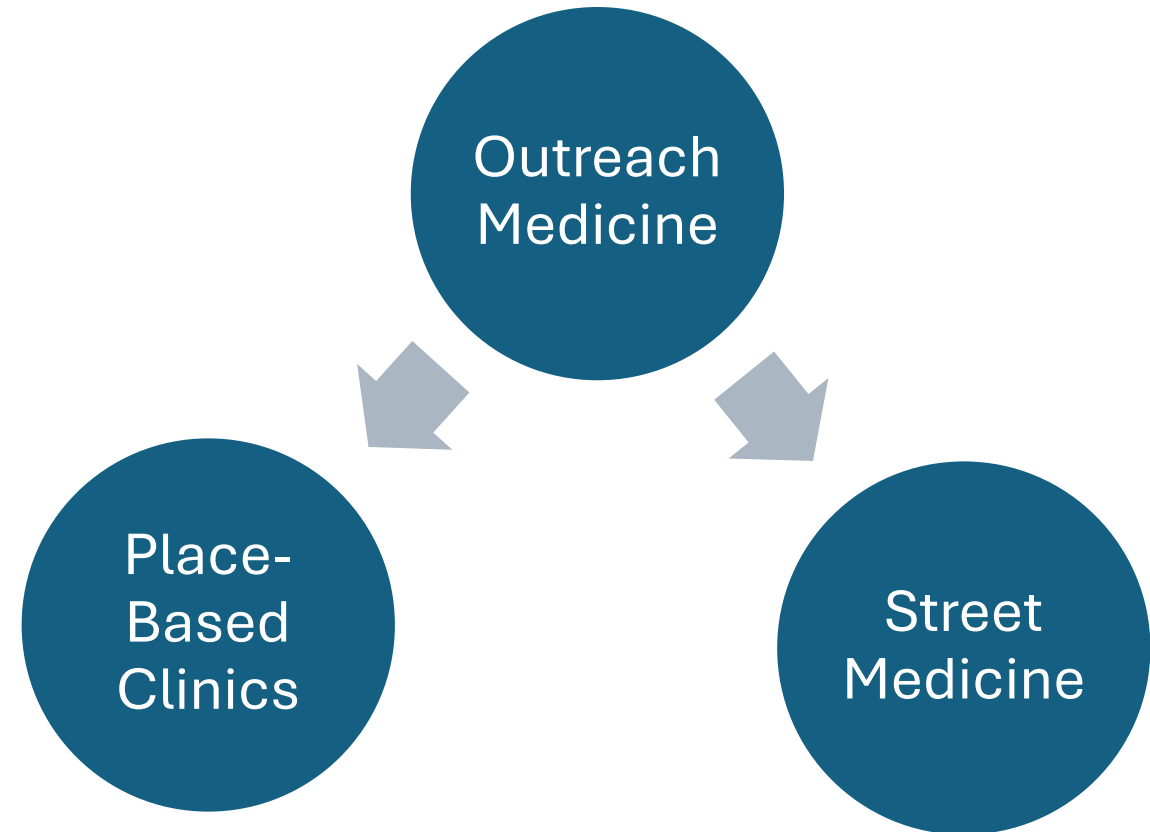 Outreach
Medicine
Place-
Based
Clinics
Street
Medicine